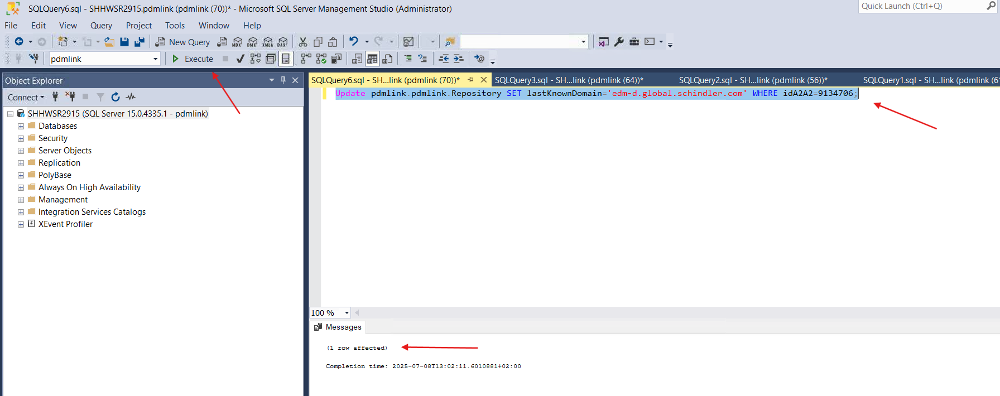 SQLQuery6.sql - SHHWSR2915.pdmlink (pdmlink (70))* - Microsoft SQL Server Management Studio (Administrator)
Quick Launch (Ctrl+Q)
File Edit View Query Project Tools Window Help
New Query MDX DMX XMLA DAX
pdmlink Execute
Object Explorer
SQLQuery6.sql - SH...link (pdmlink (70))* SQLQuery3.sql - SH...link (pdmlink (64))* SQLQuery2.sql - SH...link (pdmlink (56))* SQLQuery1.sql - SH...link (pdmlink (61
Connect
Update pdmlink.pdmlink.Repository SET lastKnownDomain='edm-d.global.schindler.com' WHERE idA2A2=9134706;
SHHWSR2915 (SQL Server 15.0.4335.1 - pdmlink)
Databases
Security
Server Objects
Replication
PolyBase
Always On High Availability
Management
Integration Services Catalogs
XEvent Profiler
100 %
Messages
(1 row affected)
Completion time: 2025-07-08T13:02:11.6010881+02:00